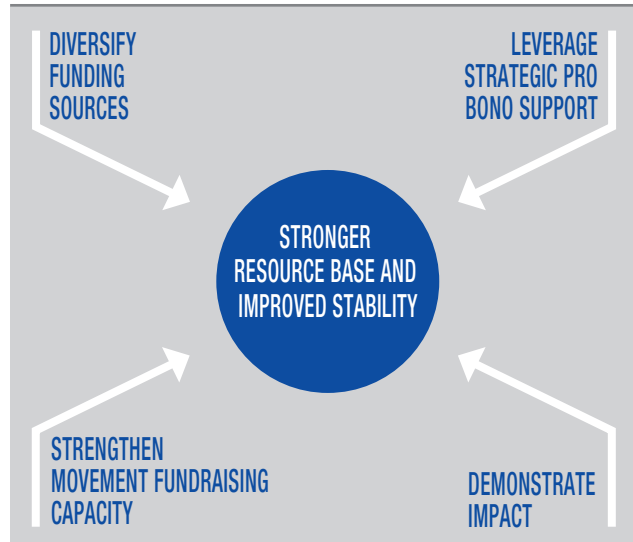 DIVERSIFY
FUNDING
SOURCES
LEVERAGE
STRATEGIC PRO
BONO SUPPORT
STRONGER
RESOURCE BASE AND
IMPROVED STABILITY
STRENGTHEN
MOVEMENT FUNDRAISING
CAPACITY
DEMONSTRATE
IMPACT